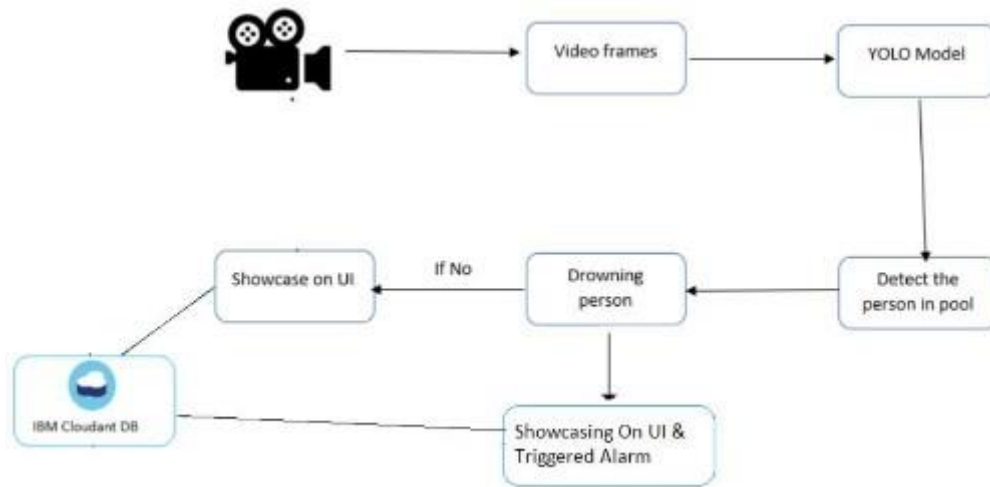 Video frames
YOLO Model
Detect the
person in pool
Drowning
person
If No
Showcase on UI
IBM Cloudant DB
Showcasing On UI &
Triggered Alarm